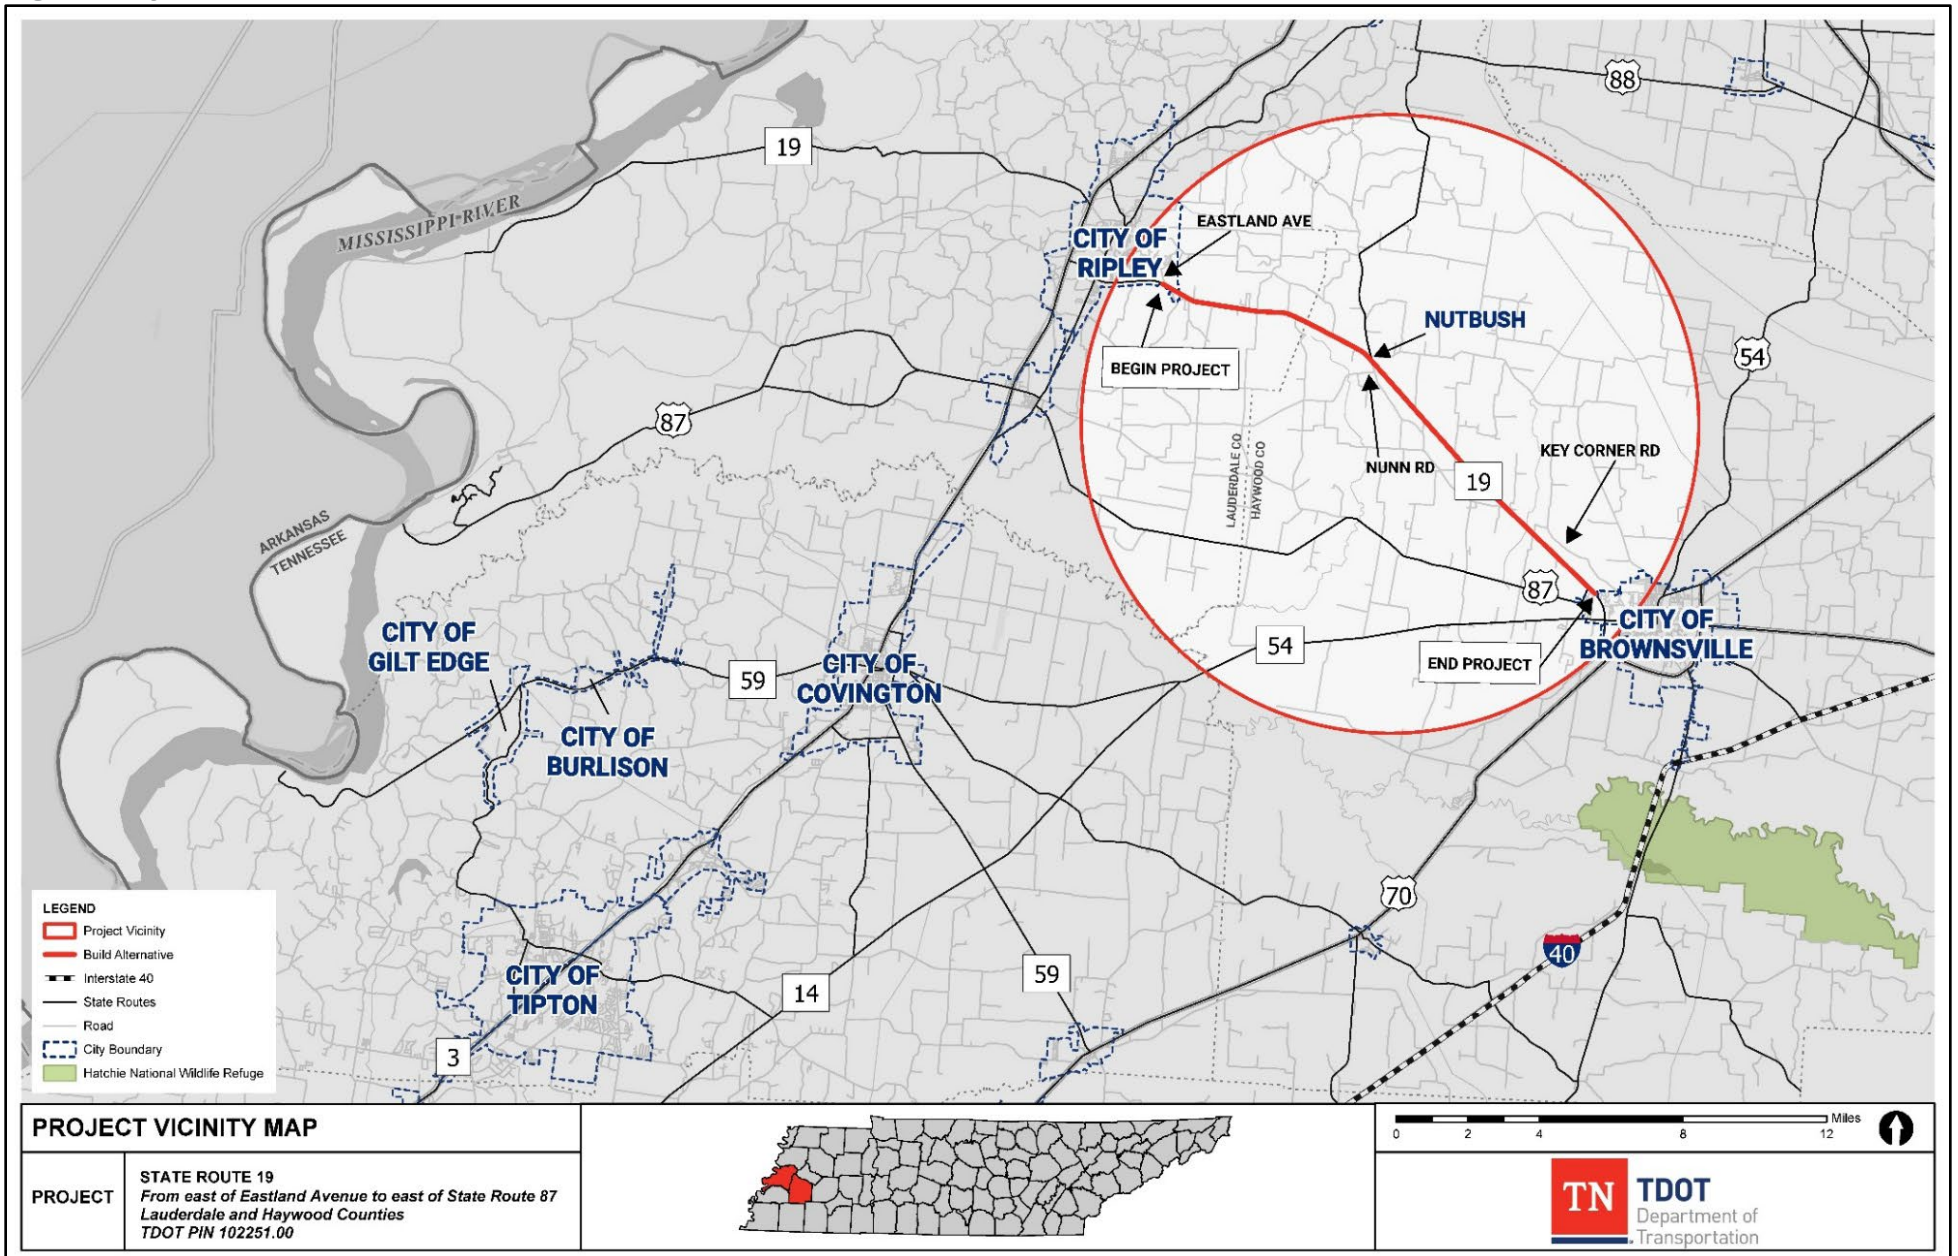 88
19
MISSISSIPPI RIVER
EASTLAND AVE
CITY OF
RIPLEY
NUTBUSH
54
BEGIN PROJECT
87
KEY CORNER RD
NUNN RD
19
LAUDERDALE CO
HAYWOOD CO
ARKANSAS
TENNESSEE
87
CITY OF
GILT EDGE
54
CITY OF
BROWNSVILLE
END PROJECT
59
CITY OF
COVINGTON
CITY OF
BURLISON
70
40
59
14
CITY OF
TIPTON
3
LEGEND
Project Vicinity
Build Alternative
Interstate 40
State Routes
Road
City Boundary
Hatchie National Wildlife Refuge
PROJECT VICINITY MAP
PROJECT
STATE ROUTE 19
From east of Eastland Avenue to east of State Route 87
Lauderdale and Haywood Counties
TDOT PIN 102251.00
Miles
0 2 4 8 12
TN
TDOT
Department of
Transportation